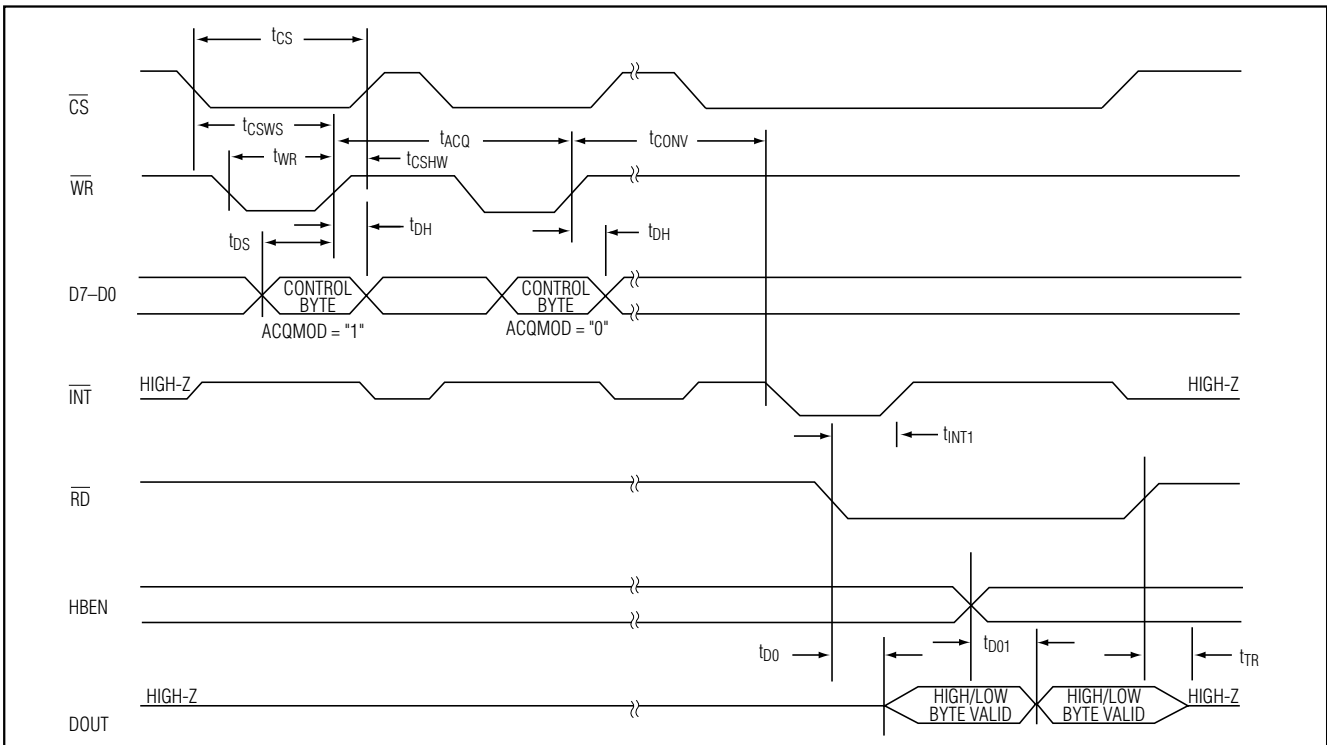 tCS
CS
tCSWS
tACQ
tCONV
tWR
tCSHW
WR
tDH
tDS
tDH
D7–D0
CONTROL
BYTE
CONTROL
BYTE
ACQMOD = "1"
ACQMOD = "0"
HIGH-Z
HIGH-Z
INT
tINT1
RD
HBEN
tD0
tD01
tTR
HIGH-Z
HIGH/LOW
BYTE VALID
HIGH/LOW
BYTE VALID
HIGH-Z
DOUT